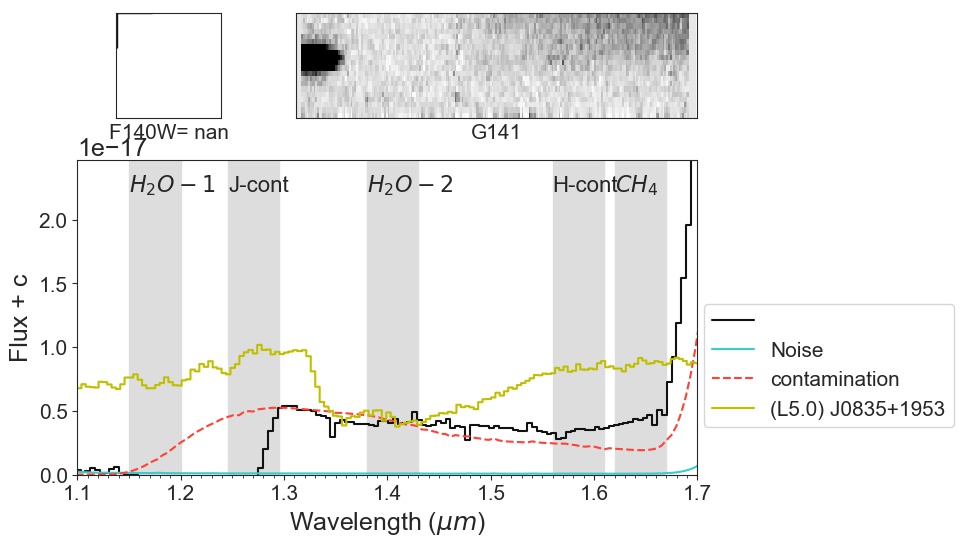 F140W= nan
G141
1e−17
H₂O − 1
J-cont
H₂O − 2
H-cont
CH₄
2.0
1.5
1.0
0.5
0.0
Flux + c
1.1
1.2
1.3
1.4
1.5
1.6
1.7
Wavelength (μm)
Noise
contamination
(L5.0) J0835+1953